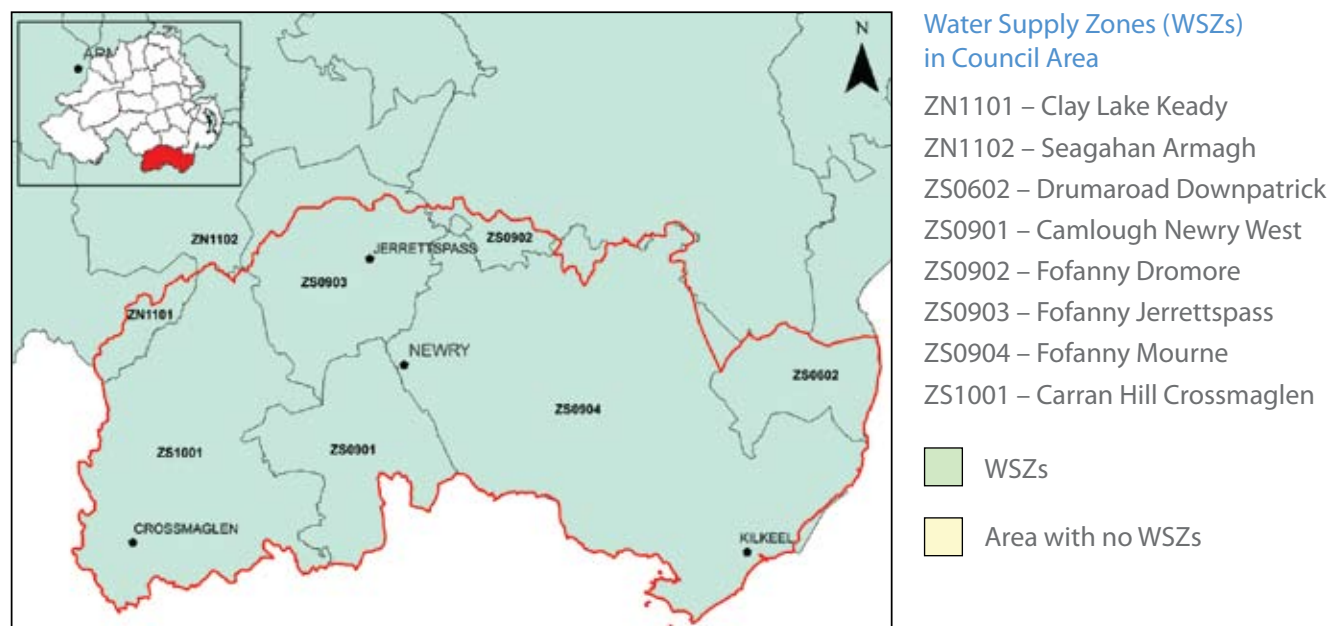 ARM
N
ZN1102
JERRETTSPASS
ZS0902
ZS0903
ZN1101
NEWRY
ZS0602
ZS0904
ZS1001
ZS0901
CROSSMAGLEN
KILKEEL
Water Supply Zones (WSZs)
in Council Area
ZN1101 – Clay Lake Keady
ZN1102 – Seagahan Armagh
ZS0602 – Drumaroad Downpatrick
ZS0901 – Camlough Newry West
ZS0902 – Fofanny Dromore
ZS0903 – Fofanny Jerrettspass
ZS0904 – Fofanny Mourne
ZS1001 – Carran Hill Crossmaglen
WSZs
Area with no WSZs